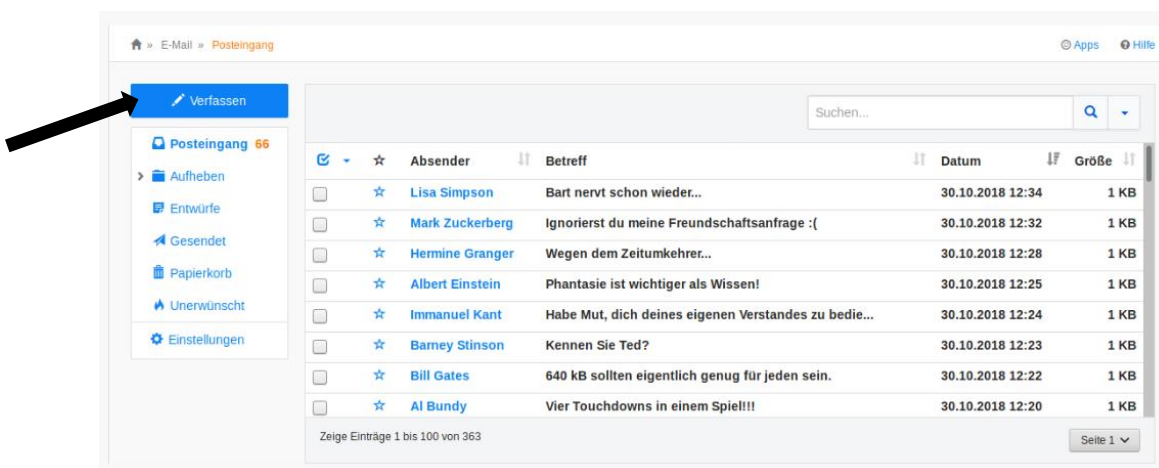 » E-Mail » Posteingang
Apps Hilfe
Verfassen
Suchen...
Posteingang 66
Aufheben
Entwürfe
Gesendet
Papierkorb
Unerwünscht
Einstellungen
Absender Betreff Datum Größe
Lisa Simpson Bart nervt schon wieder... 30.10.2018 12:34 1 KB
Mark Zuckerberg Ignorierst du meine Freundschaftsanfrage :( 30.10.2018 12:32 1 KB
Hermine Granger Wegen dem Zeitumkehrer... 30.10.2018 12:28 1 KB
Albert Einstein Phantasie ist wichtiger als Wissen! 30.10.2018 12:25 1 KB
Immanuel Kant Habe Mut, dich deines eigenen Verstandes zu bedie... 30.10.2018 12:24 1 KB
Barney Stinson Kennen Sie Ted? 30.10.2018 12:23 1 KB
Bill Gates 640 kB sollten eigentlich genug für jeden sein. 30.10.2018 12:22 1 KB
Al Bundy Vier Touchdowns in einem Spiel!!! 30.10.2018 12:20 1 KB
Zeige Einträge 1 bis 100 von 363
Seite 1